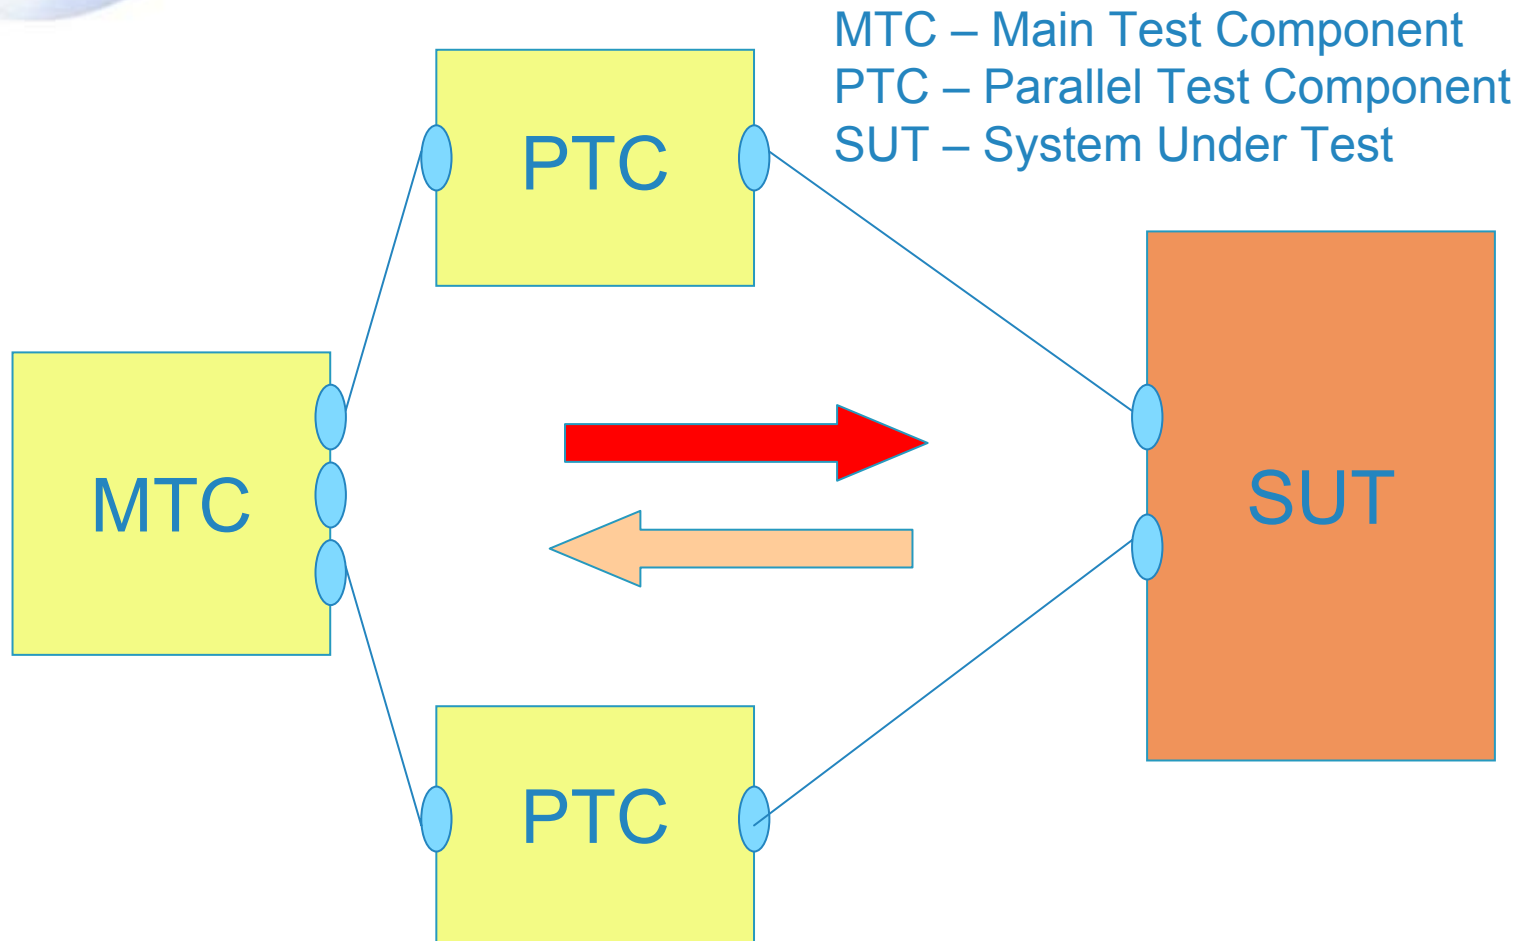 MTC – Main Test Component
PTC – Parallel Test Component
SUT – System Under Test
PTC
MTC
SUT
PTC